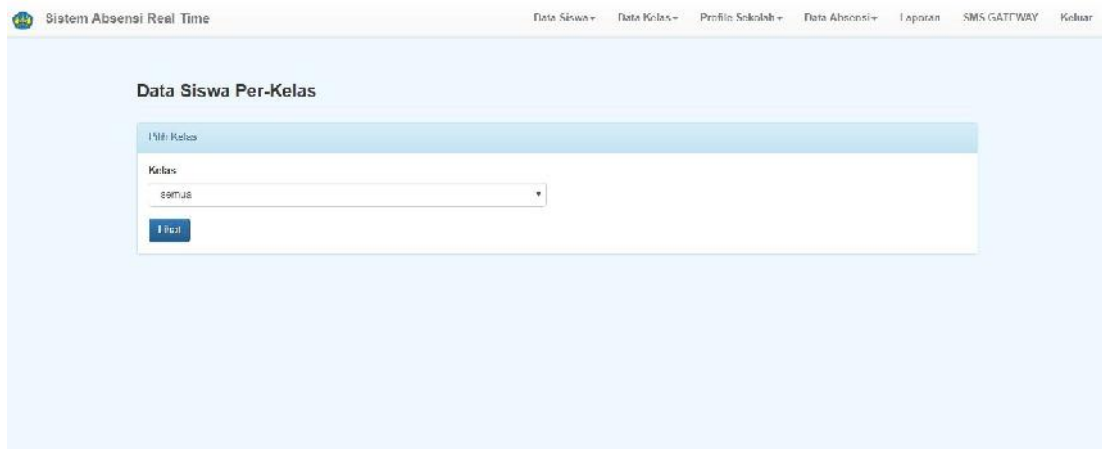 Sistem Absensi Real Time Data Siswa Data Kelas Profile Sekolah Data Absensi Laporan SMS GATEWAY Keluar
Data Siswa Per-Kelas
Pilih Kelas
Kelas
semua
Lihat